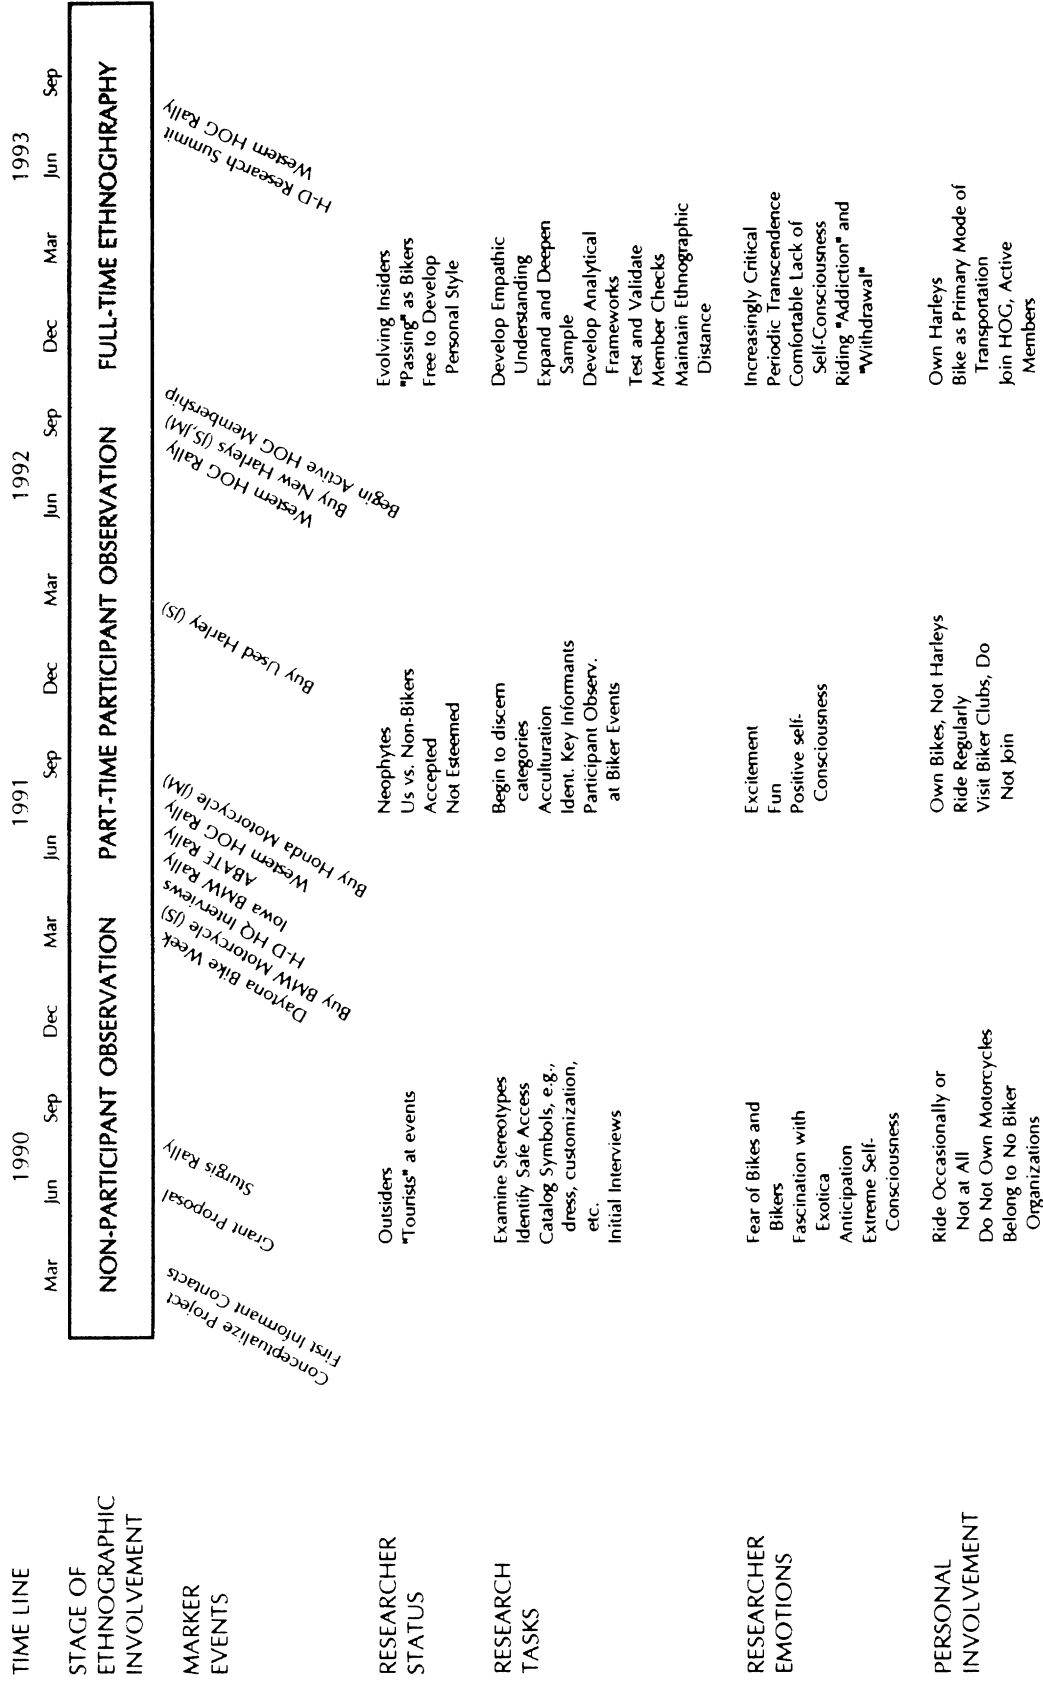 TIME LINE
1990 1991 1992 1993
Mar Jun Sep Dec Mar Jun Sep Dec Mar Jun Sep Dec Mar Jun Sep
STAGE OF
ETHNOGRAPHIC
INVOLVEMENT
NON-PARTICIPANT OBSERVATION PART-TIME PARTICIPANT OBSERVATION FULL-TIME ETHNOGHRAPHY
MARKER
EVENTS
Conceptualize Project
First Informant Contacts
Grant Proposal
Sturgis Rally
Daytona Bike Week
Buy BMW Motorcycle (JS)
H-D HQ Interviews
Iowa BMW Rally
ABATE Rally
Western HOG Rally
Buy Honda Motorcycle (JM)
Buy Used Harley (JS)
Western HOG Rally
Buy New Harleys (JS,JM)
Begin Active HOG Membership
H-D Research Summit
Western HOG Rally
RESEARCHER
STATUS
Outsiders
"Tourists" at events
Neophytes
Us vs. Non-Bikers
Accepted
Not Esteemed
Evolving Insiders
"Passing" as Bikers
Free to Develop
Personal Style
RESEARCH
TASKS
Examine Stereotypes
Identify Safe Access
Catalog Symbols, e.g.,
dress, customization,
etc.
Initial Interviews
Begin to discern
categories
Acculturation
Ident. Key Informants
Participant Observ.
at Biker Events
Develop Empathic
Understanding
Expand and Deepen
Sample
Develop Analytical
Frameworks
Test and Validate
Member Checks
Maintain Ethnographic
Distance
RESEARCHER
EMOTIONS
Fear of Bikes and
Bikers
Fascination with
Exotica
Anticipation
Extreme Self-
Consciousness
Excitement
Fun
Positive self-
Consciousness
Increasingly Critical
Periodic Transcendence
Comfortable Lack of
Self-Consciousness
Riding "Addiction" and
"Withdrawal"
PERSONAL
INVOLVEMENT
Ride Occasionally or
Not at All
Do Not Own Motorcycles
Belong to No Biker
Organizations
Own Bikes, Not Harleys
Ride Regularly
Visit Biker Clubs, Do
Not Join
Own Harleys
Bike as Primary Mode of
Transportation
Join HOG, Active
Members